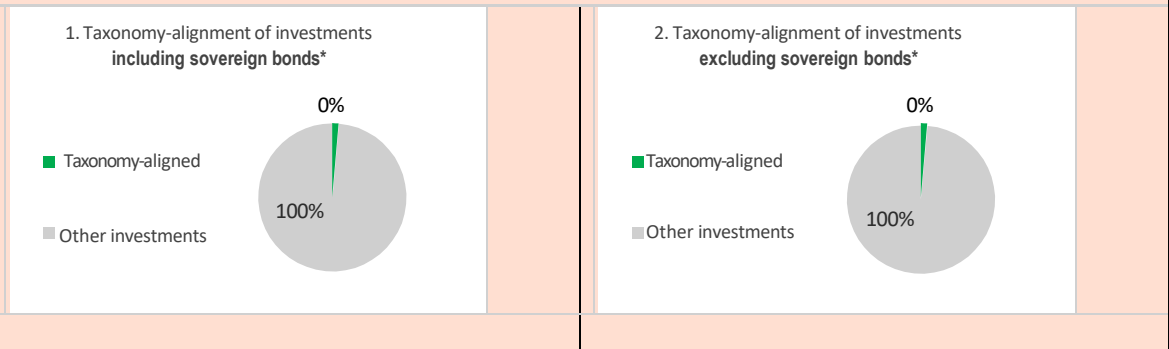 1. Taxonomy-alignment of investments
including sovereign bonds*
0%
Taxonomy-aligned
100%
Other investments
2. Taxonomy-alignment of investments
excluding sovereign bonds*
0%
Taxonomy-aligned
100%
Other investments